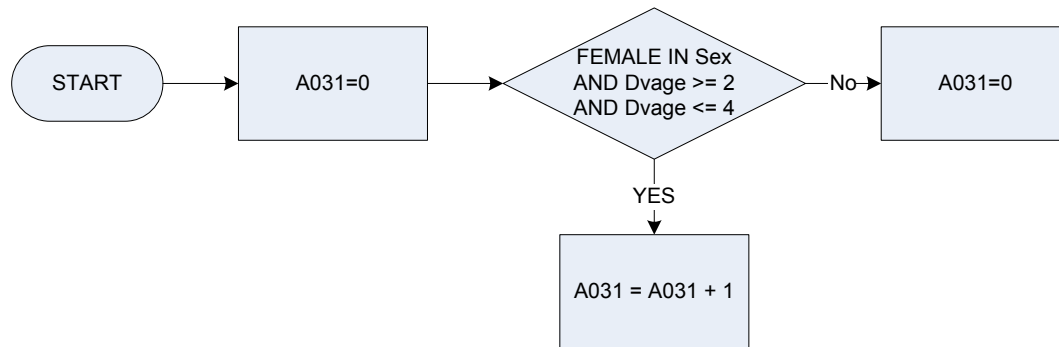 START
A031=0
FEMALE IN Sex
AND Dvage >= 2
AND Dvage <= 4
No
A031=0
YES
A031 = A031 + 1